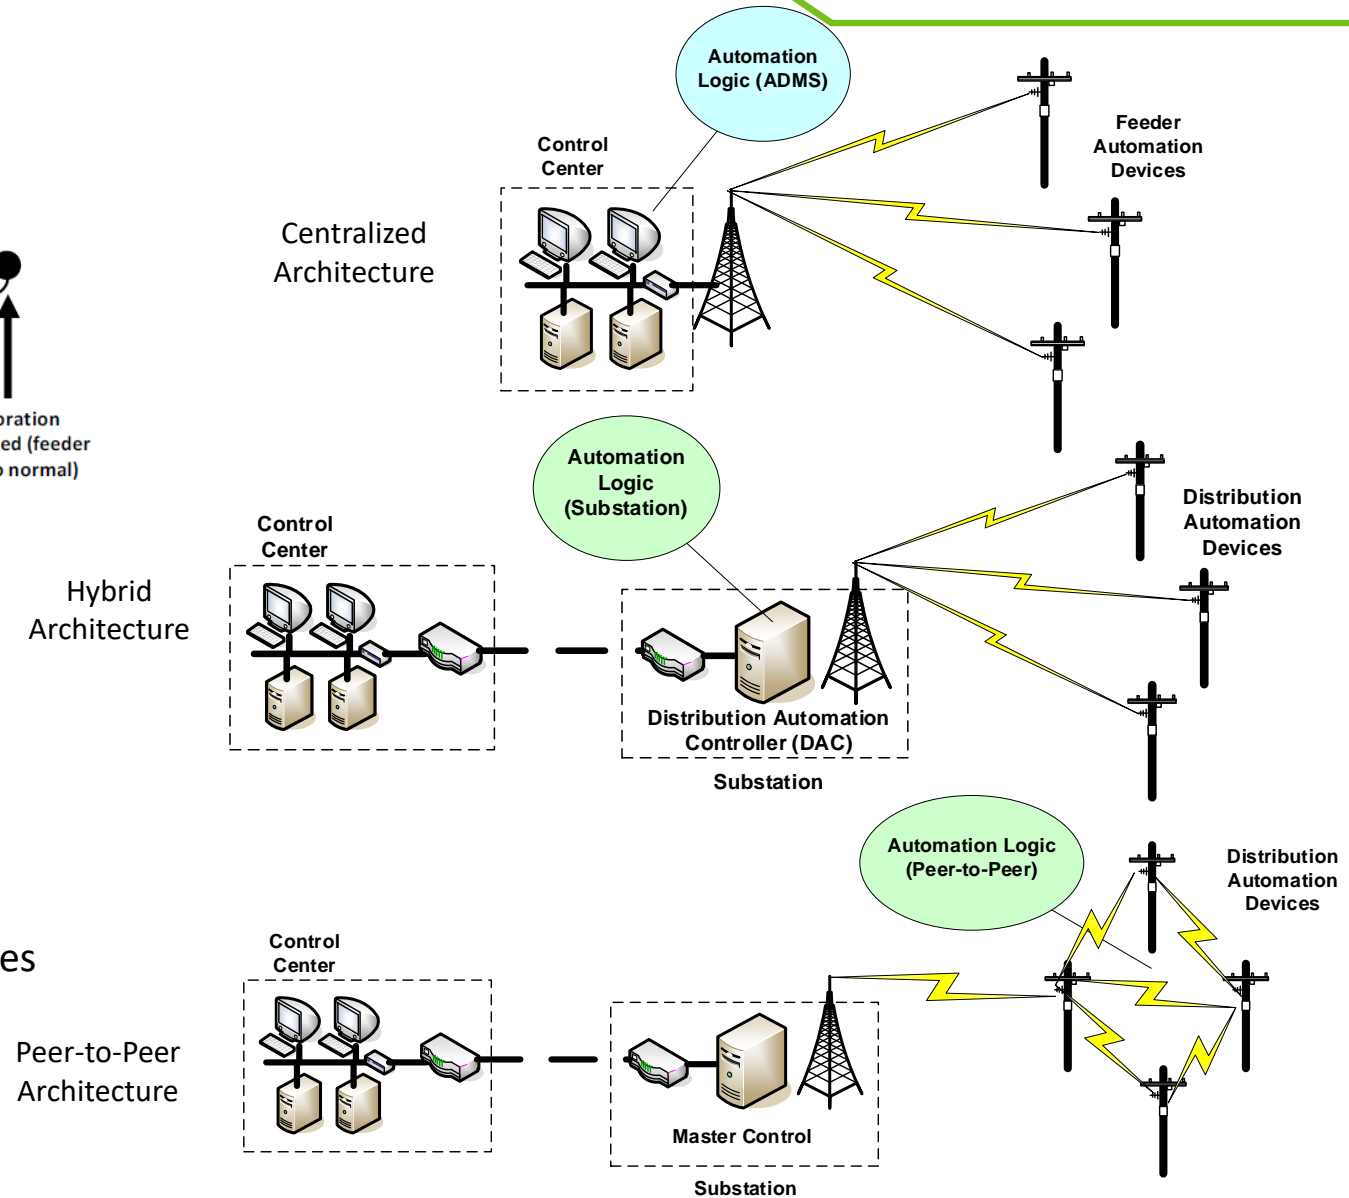 Automation
Logic (ADMS)
Control
Center
Feeder
Automation
Devices
Centralized
Architecture
ed (feeder
normal)
Automation
Logic
(Substation)
Control
Center
Distribution
Automation
Devices
Hybrid
Architecture
Distribution Automation
Controller (DAC)
Substation
Automation Logic
(Peer-to-Peer)
Distribution
Automation
Devices
Control
Center
es
Peer-to-Peer
Architecture
Master Control
Substation